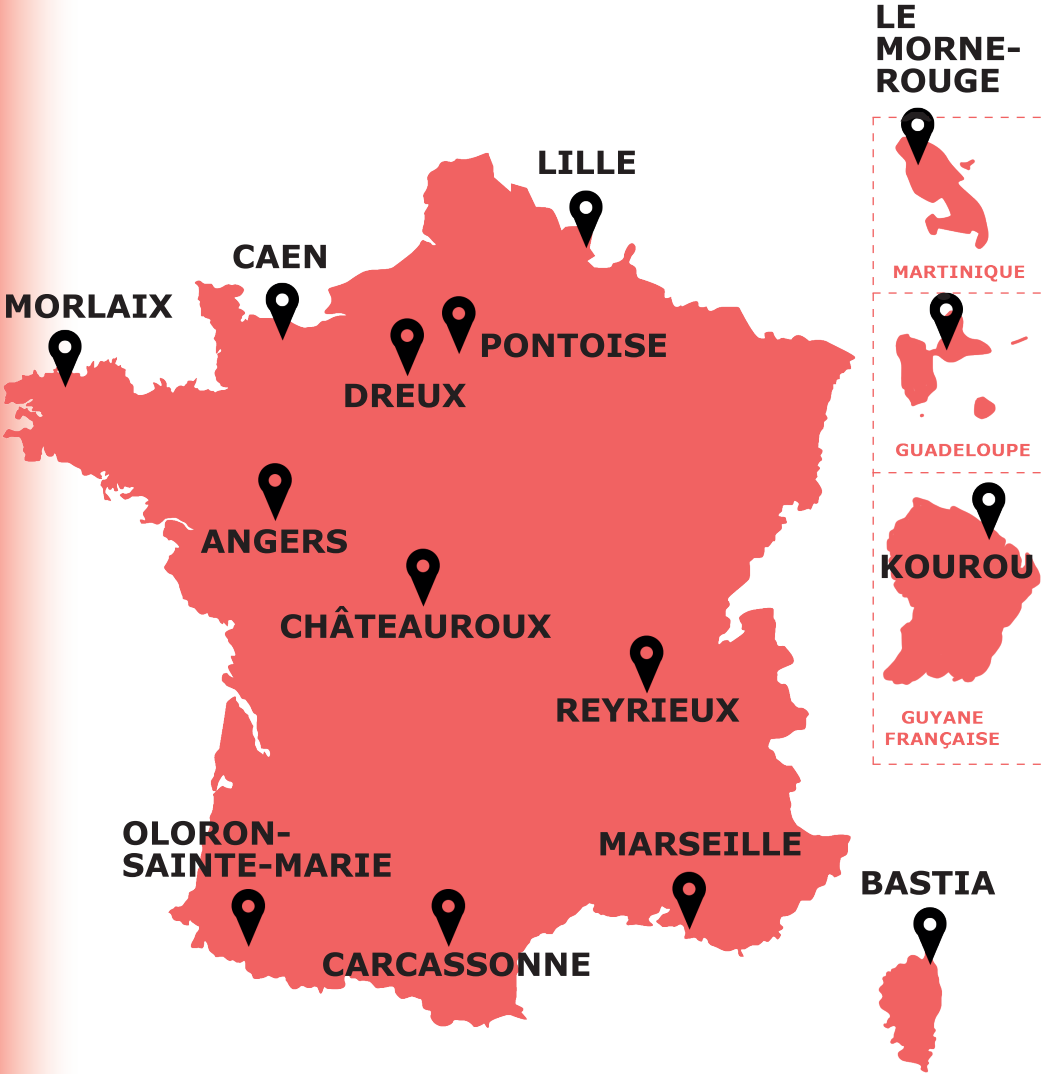 LE
MORNE-
ROUGE
LILLE
CAEN
MARTINIQUE
MORLAIX
PONTOISE
DREUX
GUADELOUPE
ANGERS
KOUROU
CHÂTEAUROUX
REYRIEUX
GUYANE
FRANÇAISE
OLORON-
SAINTE-MARIE
MARSEILLE
BASTIA
CARCASSONNE